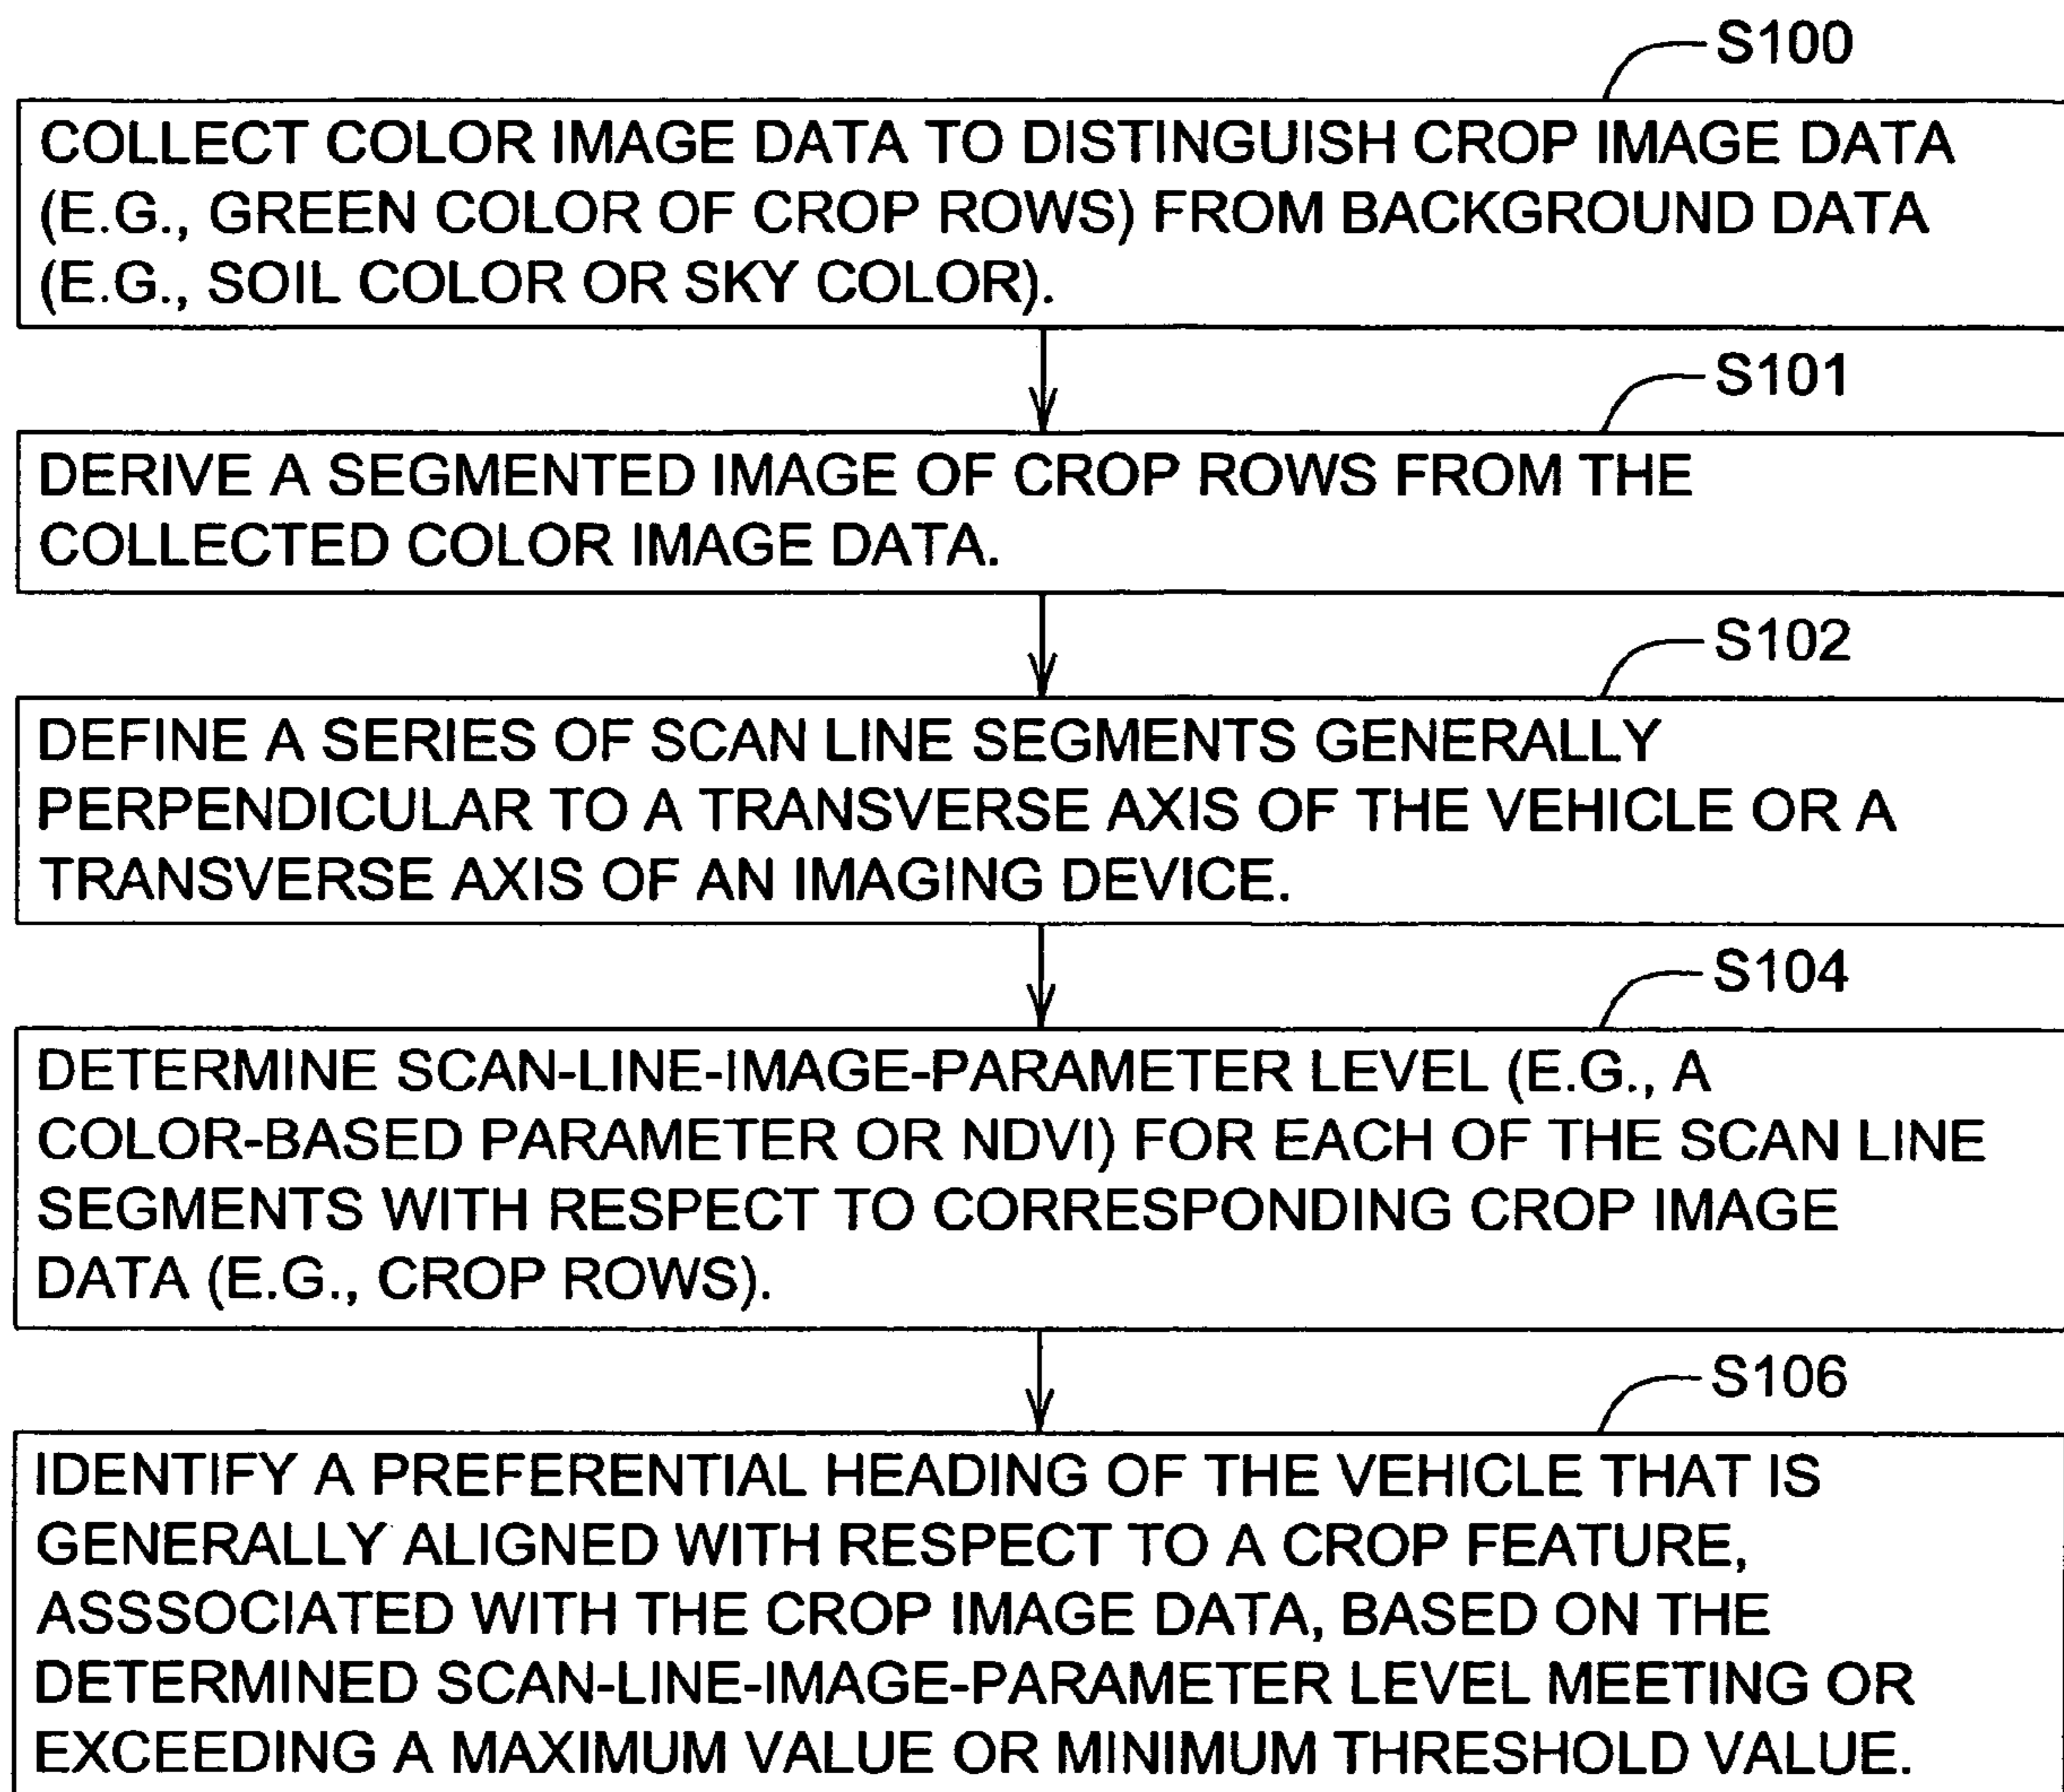 S100
COLLECT COLOR IMAGE DATA TO DISTINGUISH CROP IMAGE DATA
(E.G., GREEN COLOR OF CROP ROWS) FROM BACKGROUND DATA
(E.G., SOIL COLOR OR SKY COLOR).
S101
DERIVE A SEGMENTED IMAGE OF CROP ROWS FROM THE
COLLECTED COLOR IMAGE DATA.
S102
DEFINE A SERIES OF SCAN LINE SEGMENTS GENERALLY
PERPENDICULAR TO A TRANSVERSE AXIS OF THE VEHICLE OR A
TRANSVERSE AXIS OF AN IMAGING DEVICE.
S104
DETERMINE SCAN-LINE-IMAGE-PARAMETER LEVEL (E.G., A
COLOR-BASED PARAMETER OR NDVI) FOR EACH OF THE SCAN LINE
SEGMENTS WITH RESPECT TO CORRESPONDING CROP IMAGE
DATA (E.G., CROP ROWS).
S106
IDENTIFY A PREFERENTIAL HEADING OF THE VEHICLE THAT IS
GENERALLY ALIGNED WITH RESPECT TO A CROP FEATURE,
ASSSOCIATED WITH THE CROP IMAGE DATA, BASED ON THE
DETERMINED SCAN-LINE-IMAGE-PARAMETER LEVEL MEETING OR
EXCEEDING A MAXIMUM VALUE OR MINIMUM THRESHOLD VALUE.